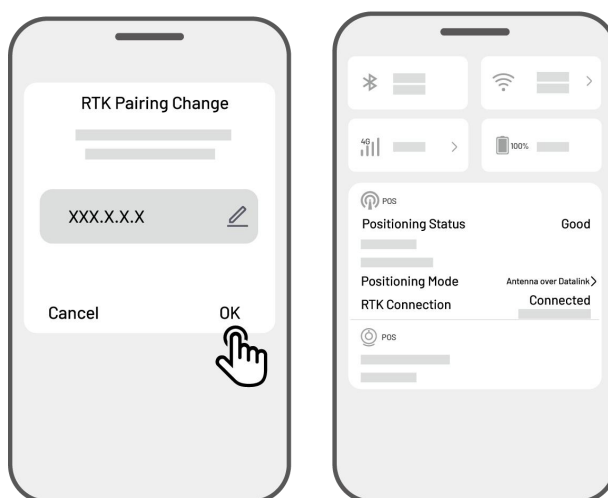 RTK Pairing Change
XXX.X.X.X
Cancel OK
4G
100%
POS
Positioning Status Good
Positioning Mode Antenna over Datalink
RTK Connection Connected
POS